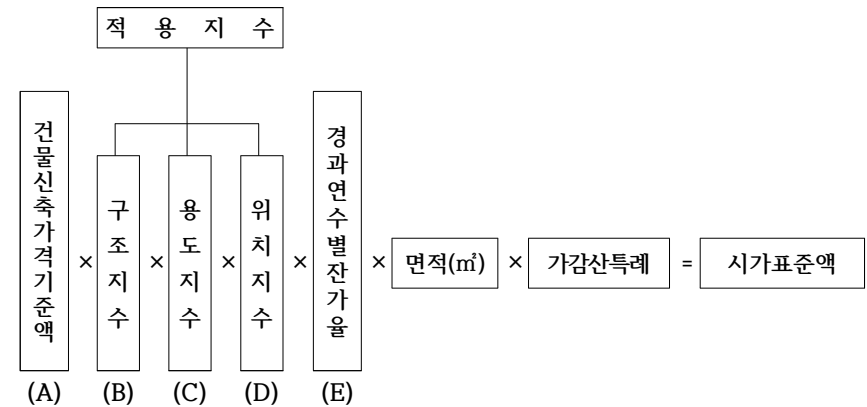 적 용 지 수
건물신축가격기준액 × 구조지수 × 용도지수 × 위치지수 × 경과연수별잔가율 × 면적(㎡) × 가감산특례 = 시가표준액
(A) (B) (C) (D) (E)